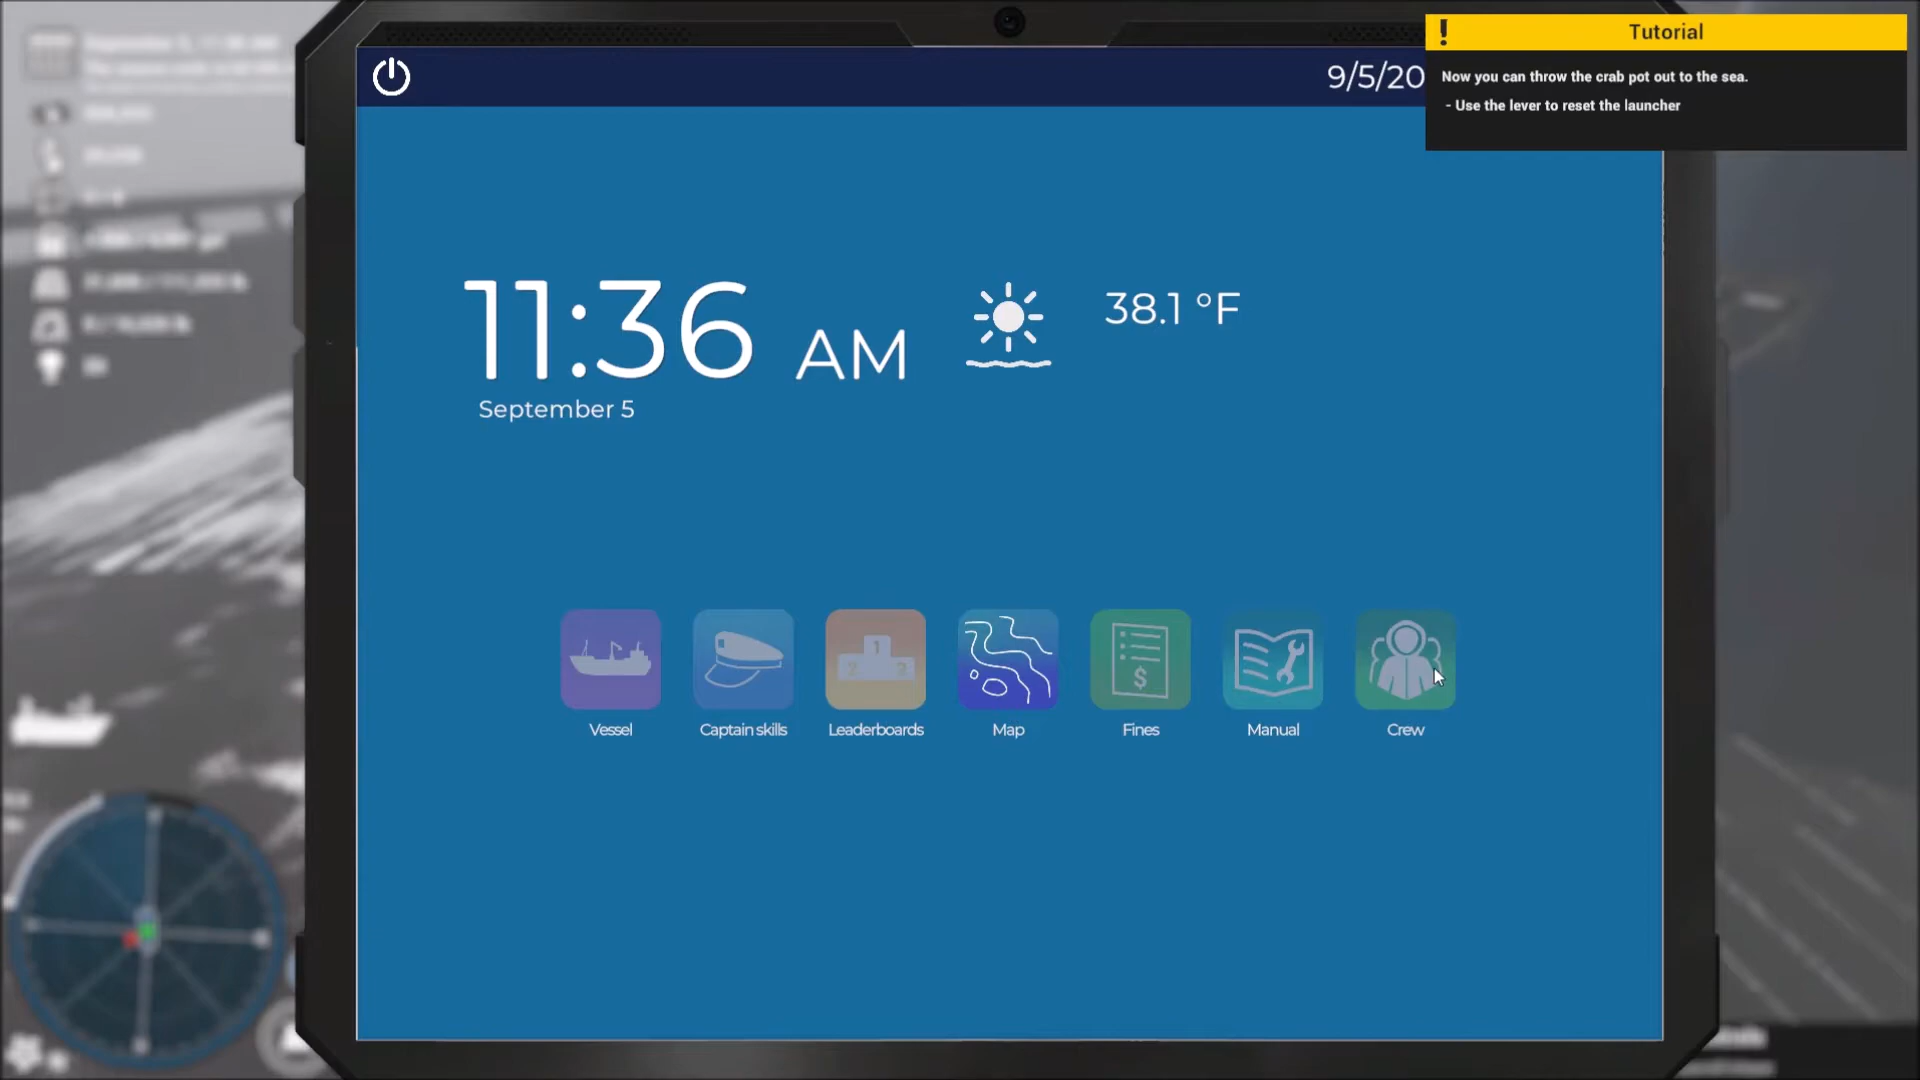 Tutorial
Now you can throw the crab pot out to the sea.
- Use the lever to reset the launcher
9/5/20
11:36 AM
September 5
38.1 °F
Vessel
Captain skills
Leaderboards
Map
Fines
Manual
Crew